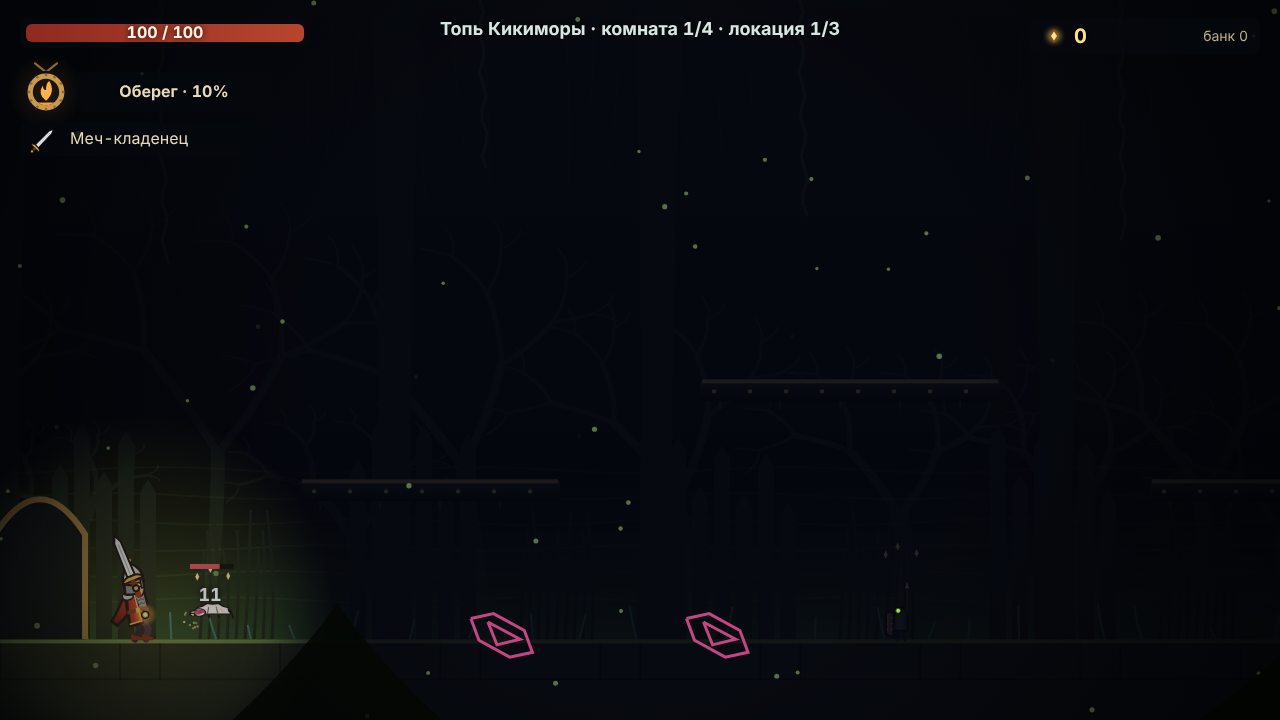 100 / 100
Топь Кикиморы · комната 1/4 · локация 1/3
0
банк 0
Оберег · 10%
Меч-кладенец
11